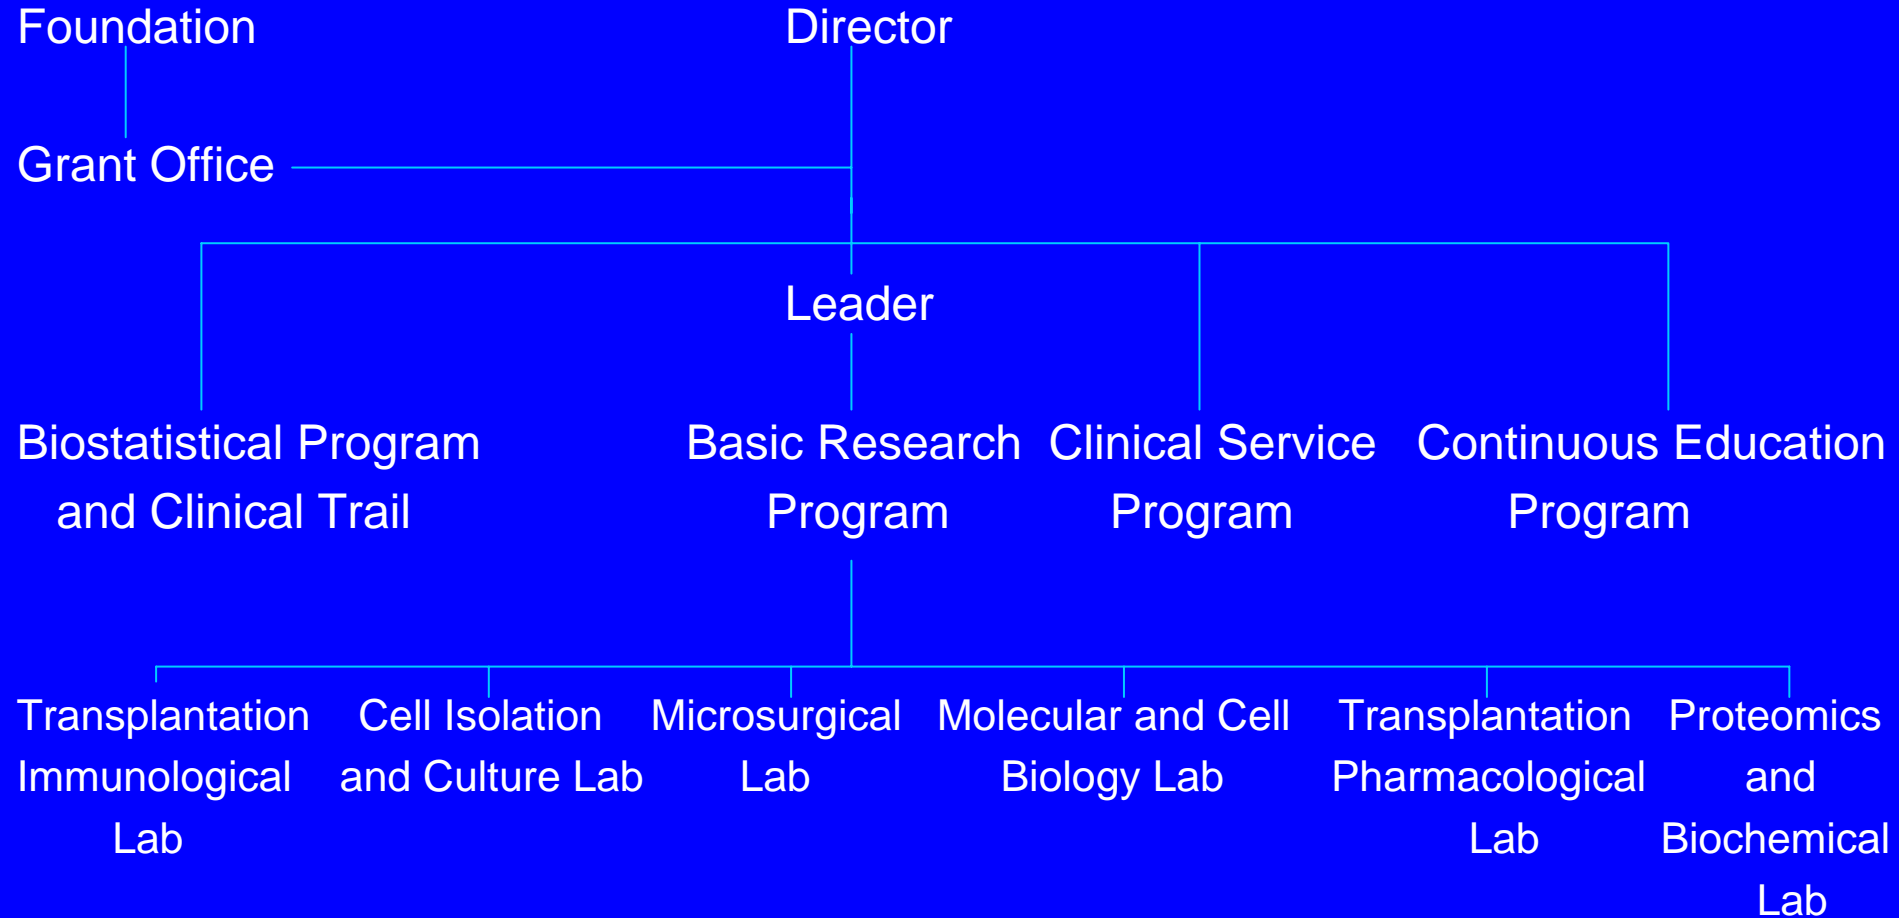 Foundation
Director
Grant Office
Leader
Biostatistical Program
and Clinical Trail
Basic Research
Program
Clinical Service
Program
Continuous Education
Program
Transplantation
Immunological
Lab
Cell Isolation
and Culture Lab
Microsurgical
Lab
Molecular and Cell
Biology Lab
Transplantation
Pharmacological
Lab
Proteomics
and
Biochemical
Lab